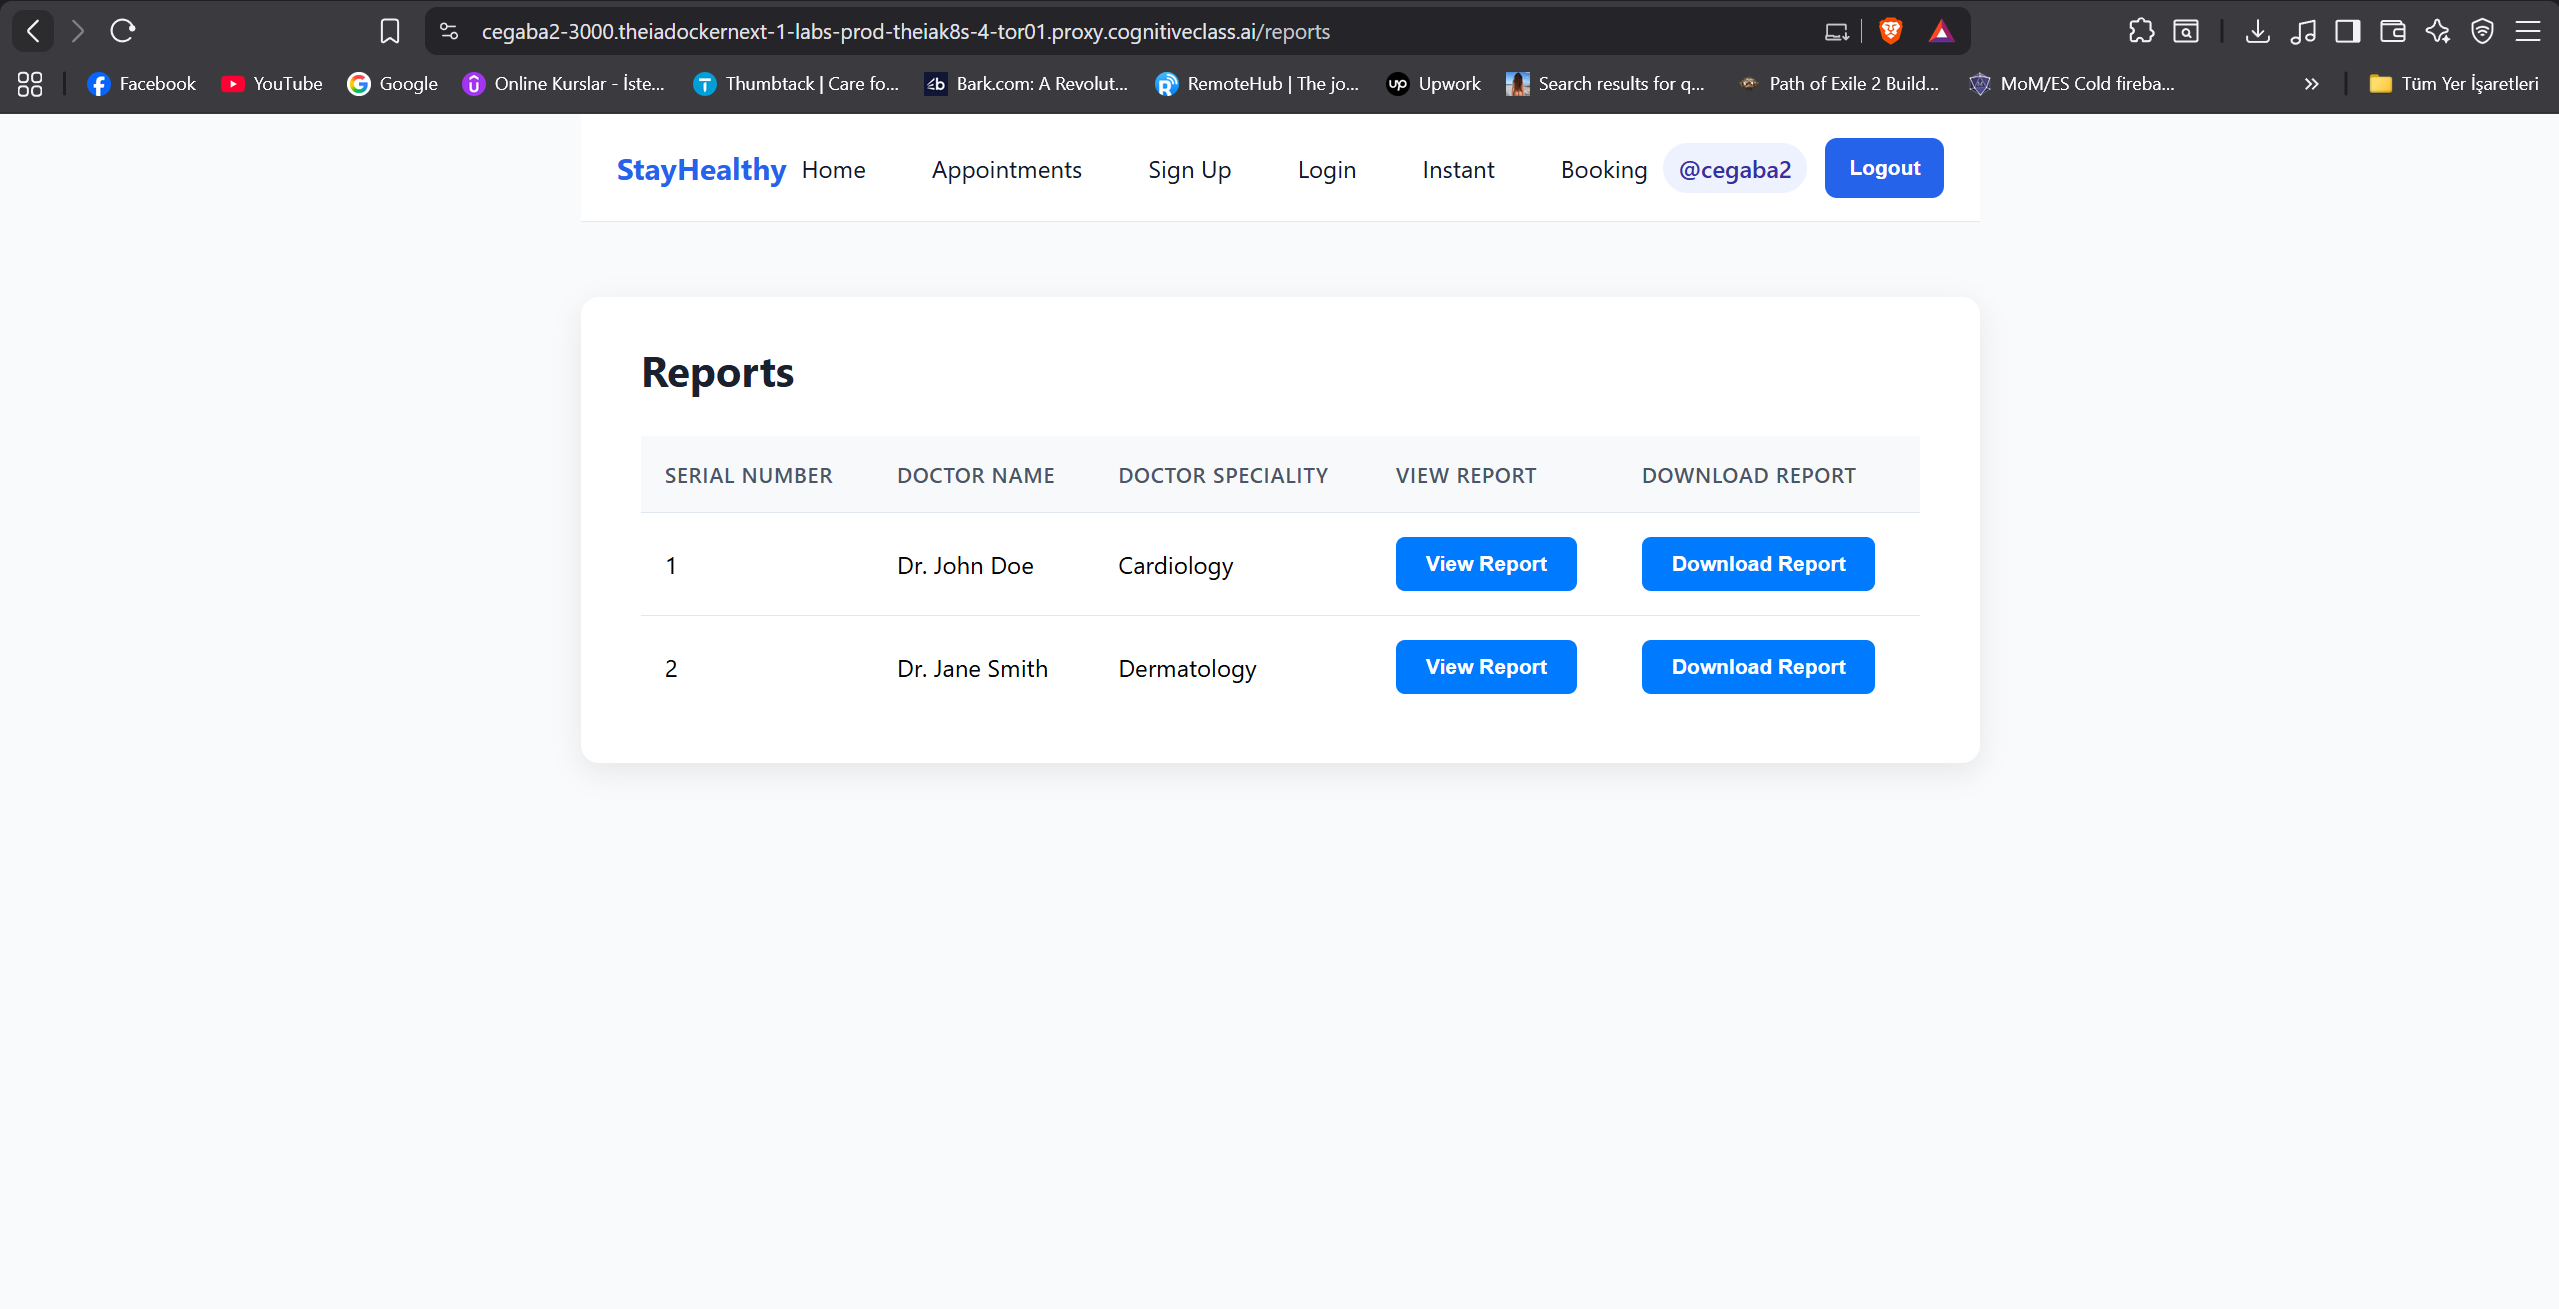 cegaba2-3000.theiadockernext-1-labs-prod-theiak8s-4-tor01.proxy.cognitiveclass.ai/reports
Facebook YouTube Google Online Kurslar - İste... Thumbtack | Care fo... Bark.com: A Revolut... RemoteHub | The jo... Upwork Search results for q... Path of Exile 2 Build... MoM/ES Cold fireba... » Tüm Yer İşaretleri
StayHealthy Home Appointments Sign Up Login Instant Booking @cegaba2 Logout
Reports
SERIAL NUMBER DOCTOR NAME DOCTOR SPECIALITY VIEW REPORT DOWNLOAD REPORT
1 Dr. John Doe Cardiology View Report Download Report
2 Dr. Jane Smith Dermatology View Report Download Report